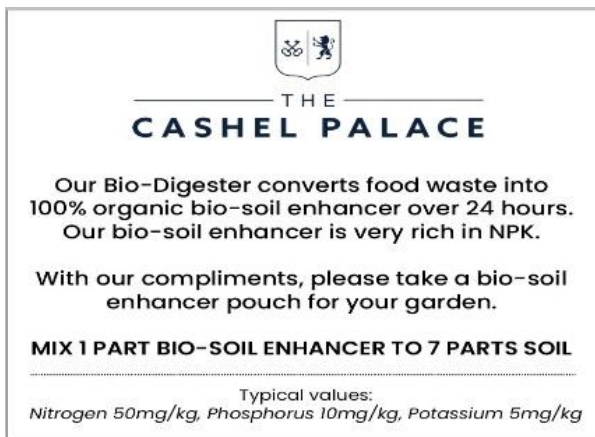 THE
CASHEL PALACE
Our Bio-Digester converts food waste into
100% organic bio-soil enhancer over 24 hours.
Our bio-soil enhancer is very rich in NPK.
With our compliments, please take a bio-soil
enhancer pouch for your garden.
MIX 1 PART BIO-SOIL ENHANCER TO 7 PARTS SOIL
Typical values:
Nitrogen 50mg/kg, Phosphorus 10mg/kg, Potassium 5mg/kg